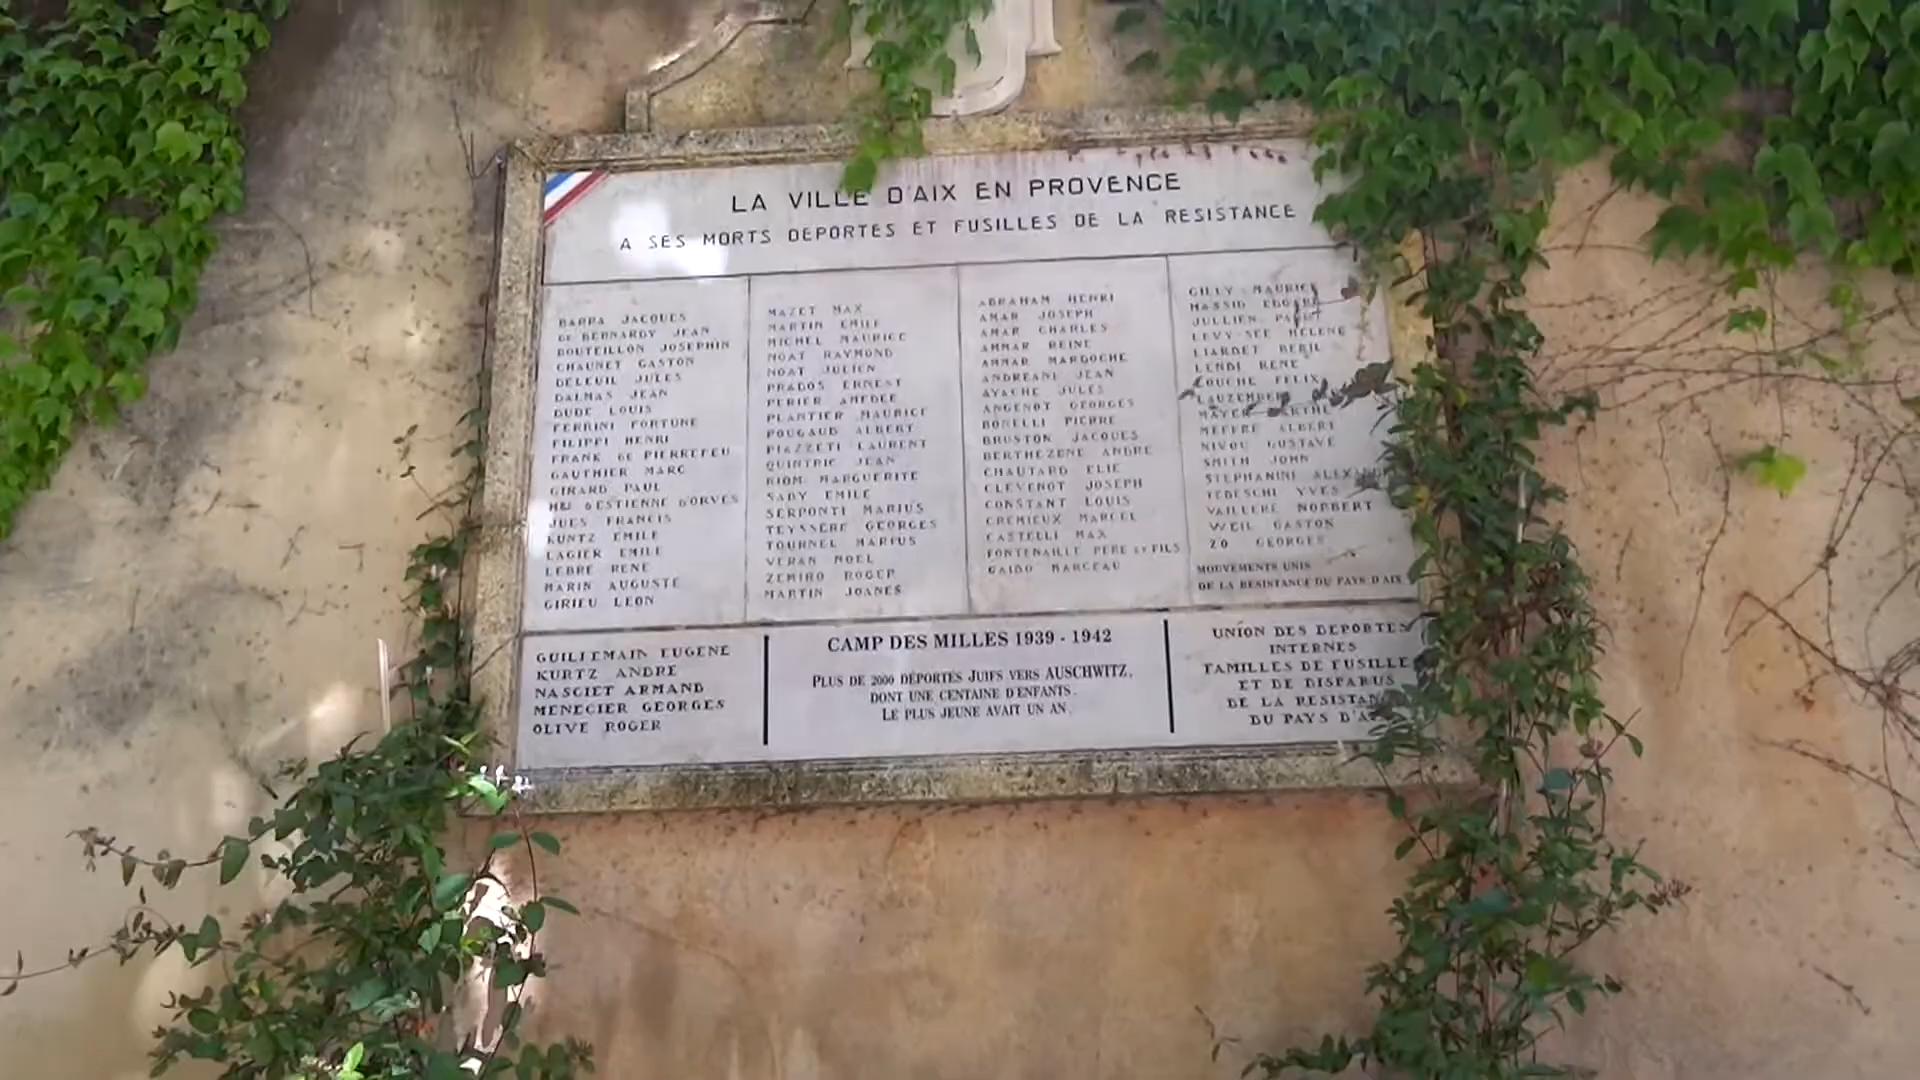 LA VILLE D'AIX EN PROVENCE
A SES MORTS DEPORTES ET FUSILLES DE LA RESISTANCE
BARRA JACQUES
de BERNARDY JEAN
BOUTEILLON JOSEPHIN
CHAUNET GASTON
DELEUIL JULES
DALMAS JEAN
DUDE LOUIS
FERRINI FORTUNE
FILIPPI HENRI
FRANK de PIERREFEU
GAUTHIER MARC
GIRARD PAUL
d'ESTIENNE d'ORVES
JUES FRANCIS
KUNTZ EMILE
LAGIER EMILE
LEBRE RENE
MARIN AUGUSTE
GIRIEU LEON
MAZET MAX
MARTIN EMILE
MICHEL MAURICE
NOAT RAYMOND
NOAT JULIEN
PRADOS ERNEST
PERIER AMEDEE
PLANTIER MAURICE
POUGAUD ALBERT
PIAZZETI LAURENT
QUINTRIC JEAN
RIOM MARGUERITE
SADY EMILE
SERPONTI MARIUS
TEYSSERE GEORGES
TOURNEL MARIUS
VERAN NOEL
ZEMIRO ROGER
MARTIN JOANES
ABRAHAM HENRI
AMAR JOSEPH
AMAR CHARLES
AMMAR REINE
AMMAR MARDOCHE
ANDREANI JEAN
AYACHE JULES
ANGENOT GEORGES
BONELLI PIERRE
BRUSTON JACQUES
BERTHEZENE ANDRE
CHAUTARD ELIE
CLEVENOT JOSEPH
CONSTANT LOUIS
CREMIEUX MARCEL
CASTELLI MAX
FONTENAILLE PERE et FILS
GAIDO MARCEAU
GILLY MAURICE
MASSID EDGARD
JULLIEN
LEVY-SEE HELENE
LIARDET BERIL
LENDI RENE
LOUCHE FELIX
MAYER MARTHE
MEFFRE ALBERT
NIVOU GUSTAVE
SMITH JOHN
STEPHANINI
TEDESCHI YVES
VAILLERE NORBERT
WEIL GASTON
ZO GEORGES
MOUVEMENTS UNIS
DE LA RESISTANCE DU PAYS D'AIX
GUILLEMAIN EUGENE
KURTZ ANDRE
NASCIET ARMAND
MENECIER GEORGES
OLIVE ROGER
CAMP DES MILLES 1939 - 1942
PLUS DE 2000 DÉPORTÉS JUIFS VERS AUSCHWITZ,
DONT UNE CENTAINE D'ENFANTS.
LE PLUS JEUNE AVAIT UN AN.
UNION DES DEPORTES
INTERNES
FAMILLES DE FUSILLES
ET DE DISPARUS
DE LA RESISTANCE
DU PAYS D'AIX